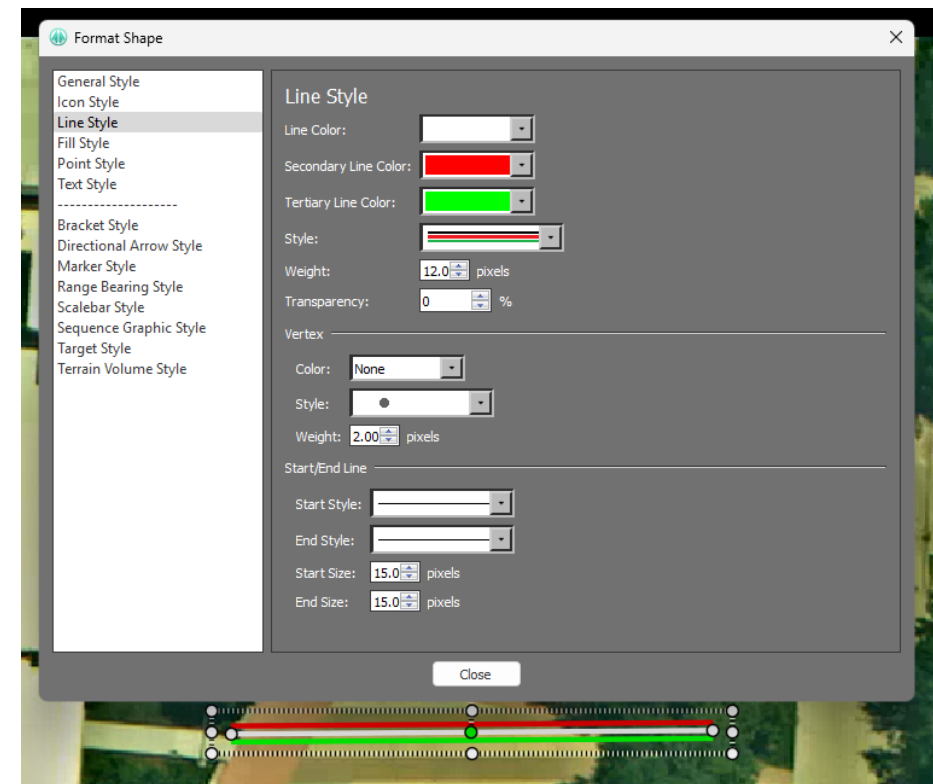 Format Shape
General Style
Icon Style
Line Style
Fill Style
Point Style
Text Style
--------------------
Bracket Style
Directional Arrow Style
Marker Style
Range Bearing Style
Scalebar Style
Sequence Graphic Style
Target Style
Terrain Volume Style
Line Style
Line Color:
Secondary Line Color:
Tertiary Line Color:
Style:
Weight: 12.0 pixels
Transparency: 0 %
Vertex
Color: None
Style:
Weight: 2.00 pixels
Start/End Line
Start Style:
End Style:
Start Size: 15.0 pixels
End Size: 15.0 pixels
Close